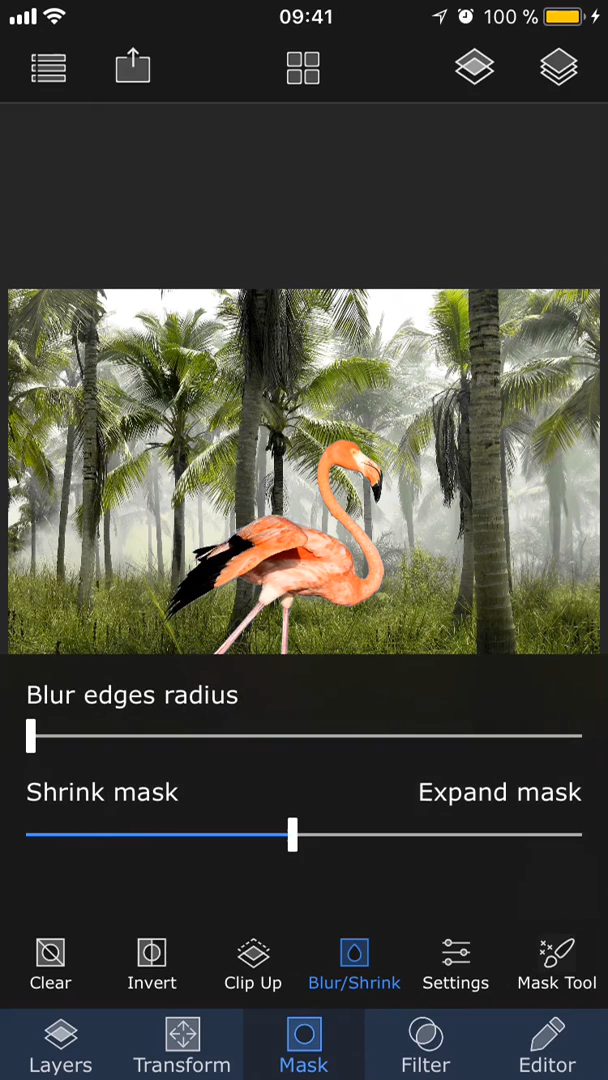 09:41
100 %
Blur edges radius
Shrink mask Expand mask
Clear Invert Clip Up Blur/Shrink Settings Mask Tool
Layers Transform Mask Filter Editor